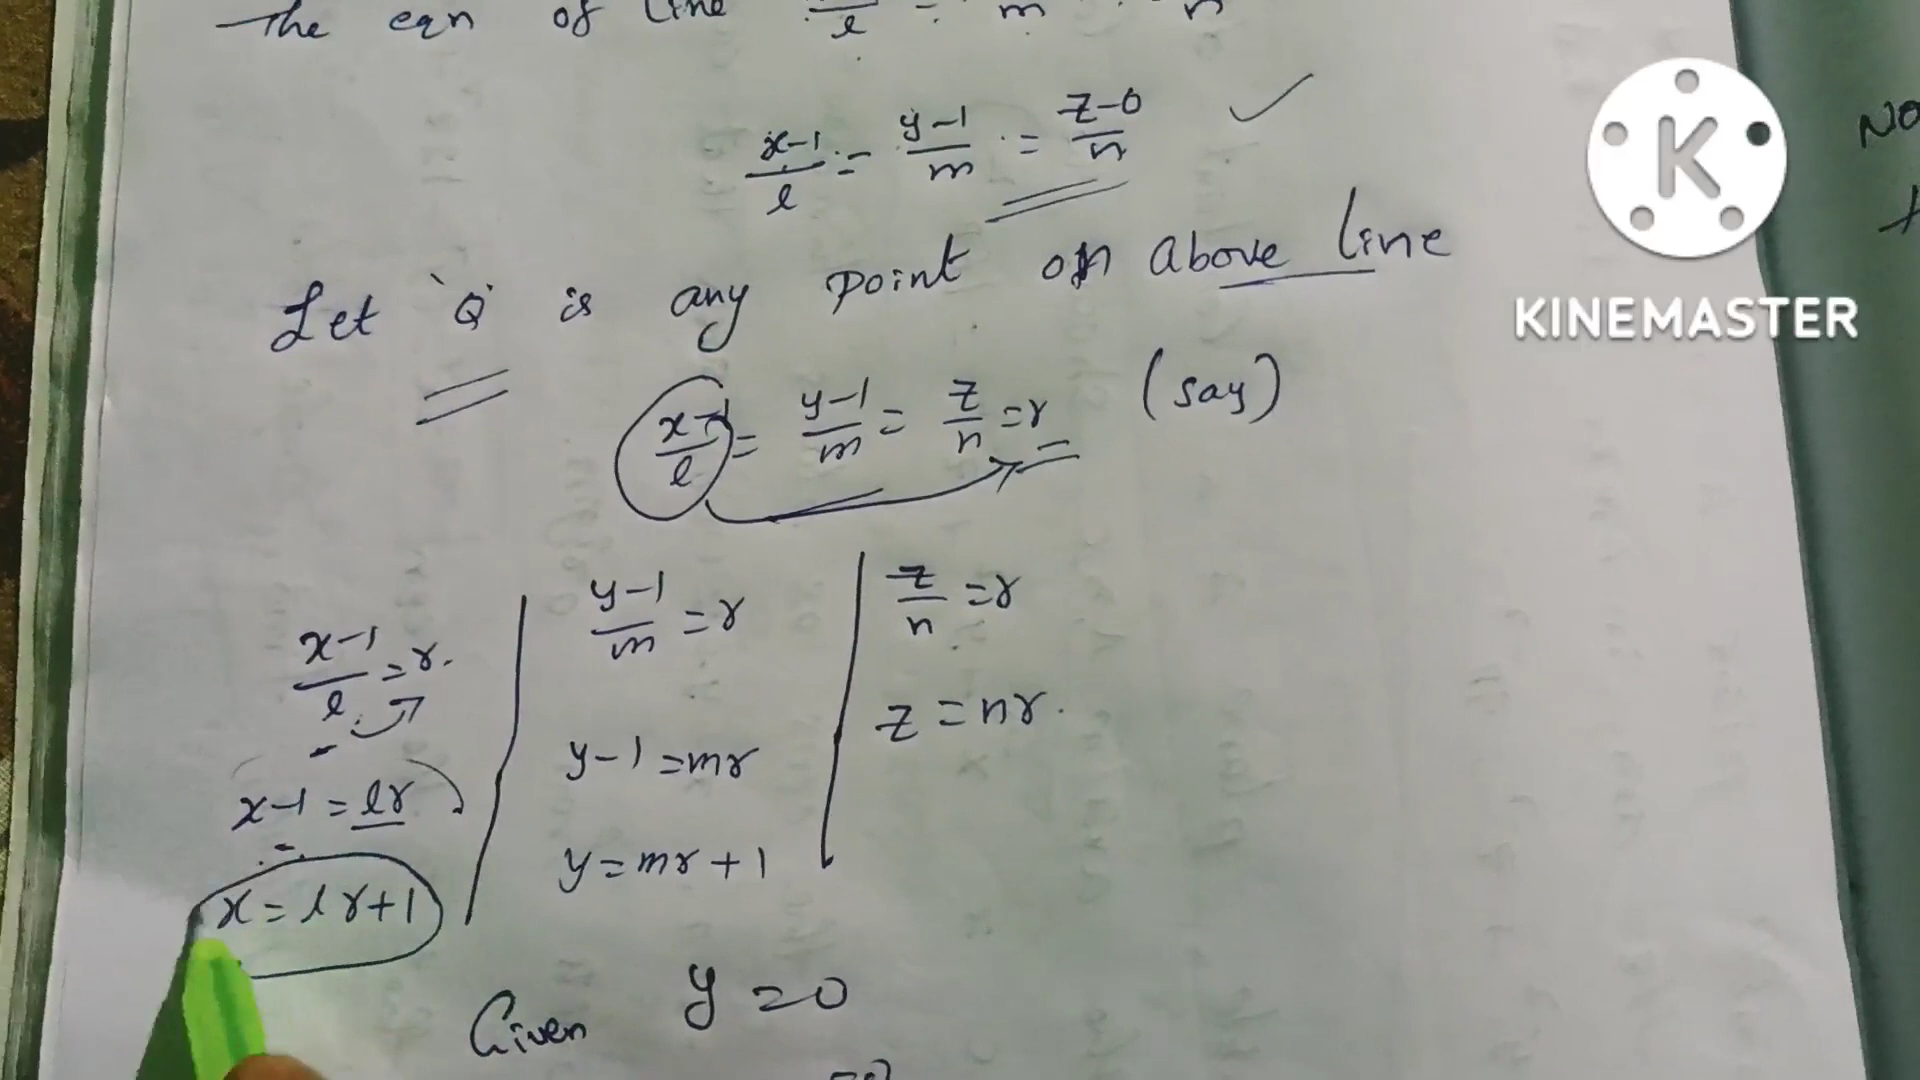 The eqn of line
x-1/l = y-1/m = z-0/n
Let 'Q' is any point on above line
x-1/l = y-1/m = z/n = r (say)
x-1/l = r.
x-1 = lr
x = lr+1
y-1/m = r
y-1 = mr
y = mr+1
z/n = r
z = nr.
Given y = 0
K
KINEMASTER